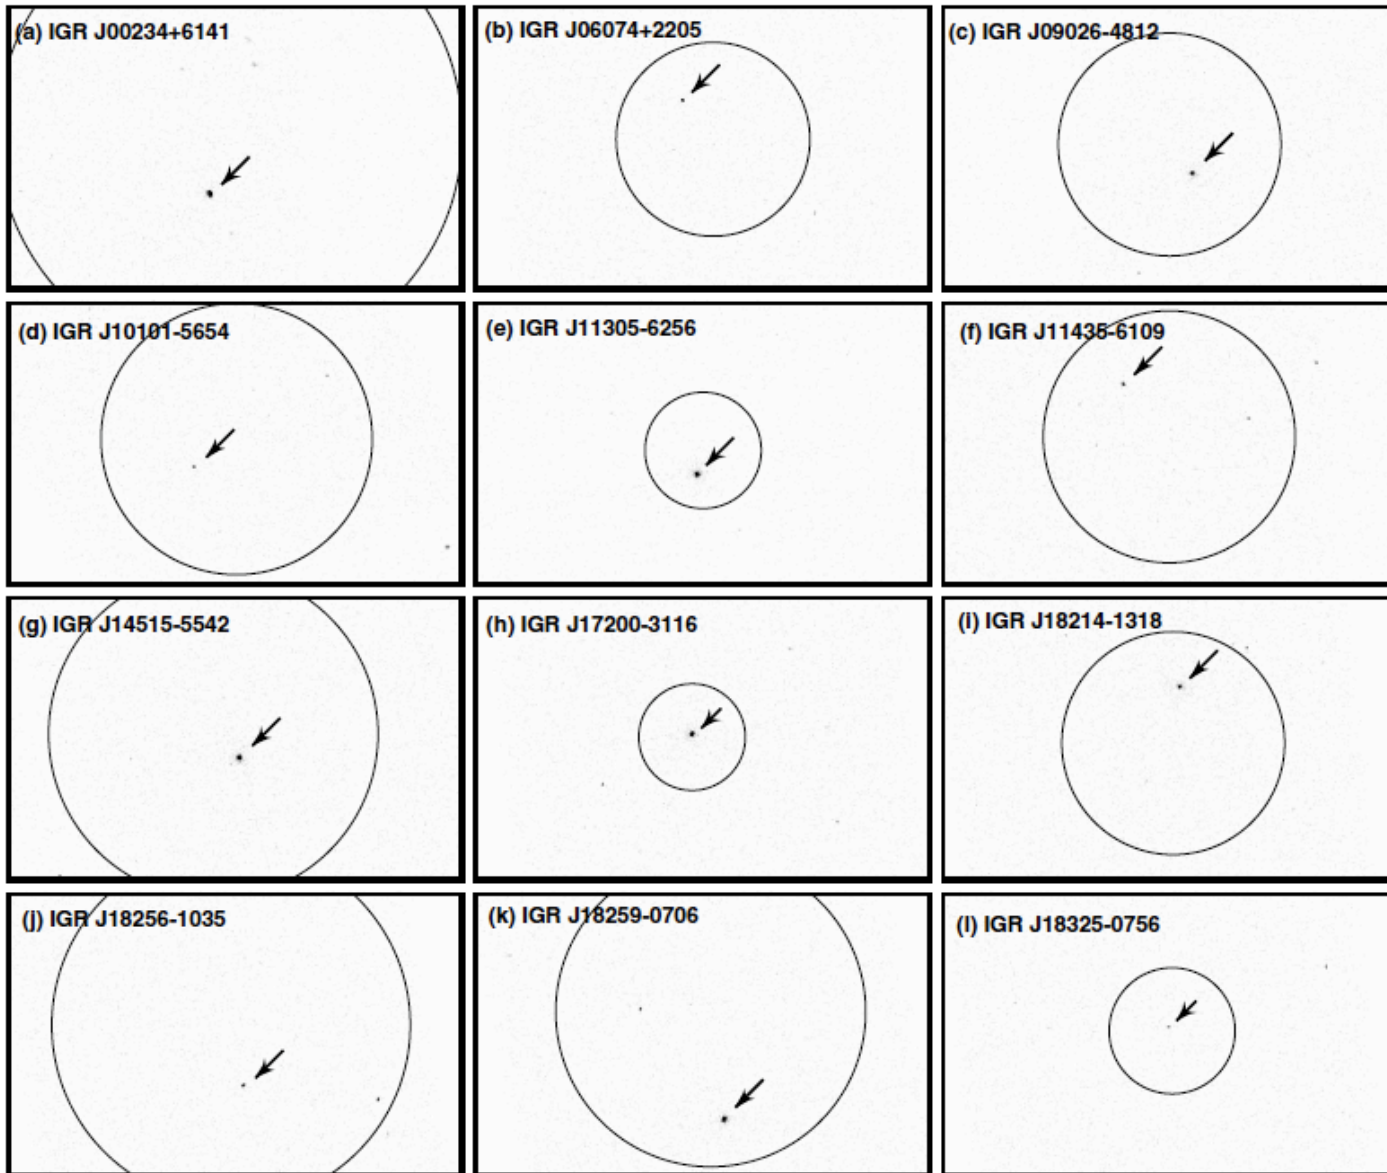 (a) IGR J00234+6141
(b) IGR J06074+2205
(c) IGR J09026-4812
(d) IGR J10101-5654
(e) IGR J11305-6256
(f) IGR J11435-6109
(g) IGR J14515-5542
(h) IGR J17200-3116
(i) IGR J18214-1318
(j) IGR J18256-1035
(k) IGR J18259-0706
(l) IGR J18325-0756